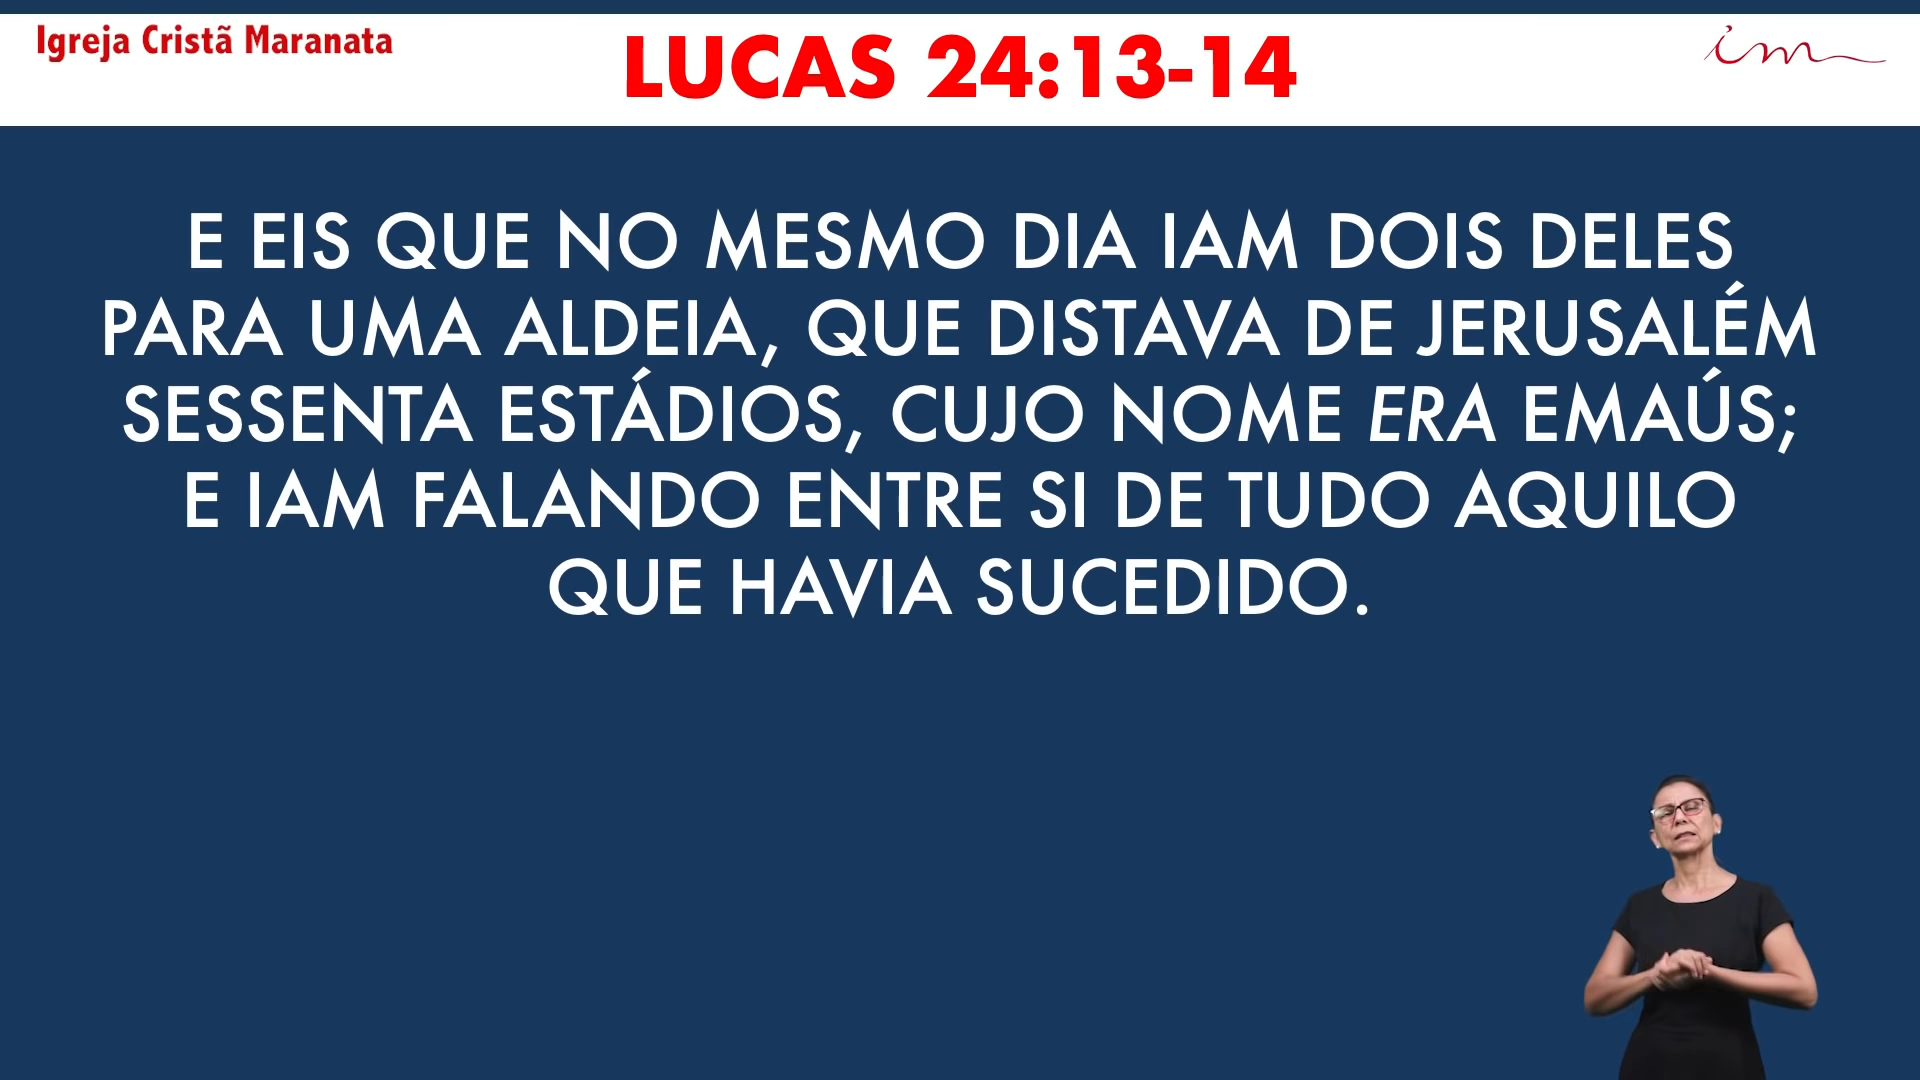 Igreja Cristã Maranata
LUCAS 24:13-14
im
E EIS QUE NO MESMO DIA IAM DOIS DELES
PARA UMA ALDEIA, QUE DISTAVA DE JERUSALÉM
SESSENTA ESTÁDIOS, CUJO NOME ERA EMAÚS;
E IAM FALANDO ENTRE SI DE TUDO AQUILO
QUE HAVIA SUCEDIDO.